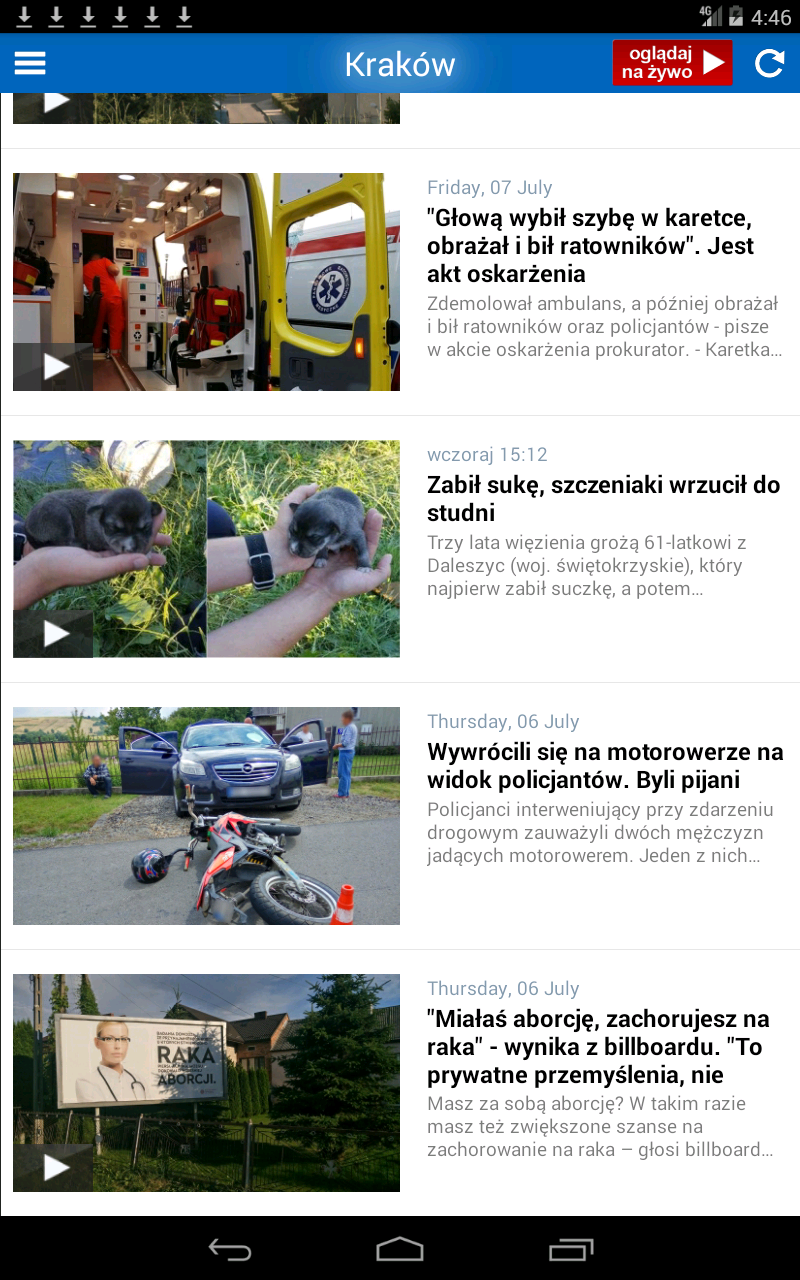 4G 4:46
Kraków
oglądaj
na żywo
Friday, 07 July
"Głową wybił szybę w karetce,
obrażał i bił ratowników". Jest
akt oskarżenia
Zdemolował ambulans, a później obrażał
i bił ratowników oraz policjantów - pisze
w akcie oskarżenia prokurator. - Karetka...
wczoraj 15:12
Zabił sukę, szczeniaki wrzucił do
studni
Trzy lata więzienia grożą 61-latkowi z
Daleszyc (woj. świętokrzyskie), który
najpierw zabił suczkę, a potem...
Thursday, 06 July
Wywrócili się na motorowerze na
widok policjantów. Byli pijani
Policjanci interweniujący przy zdarzeniu
drogowym zauważyli dwóch mężczyzn
jadących motorowerem. Jeden z nich...
RAKA
ABORCJI.
Thursday, 06 July
"Miałaś aborcję, zachorujesz na
raka" - wynika z billboardu. "To
prywatne przemyślenia, nie
Masz za sobą aborcję? W takim razie
masz też zwiększone szanse na
zachorowanie na raka – głosi billboard...